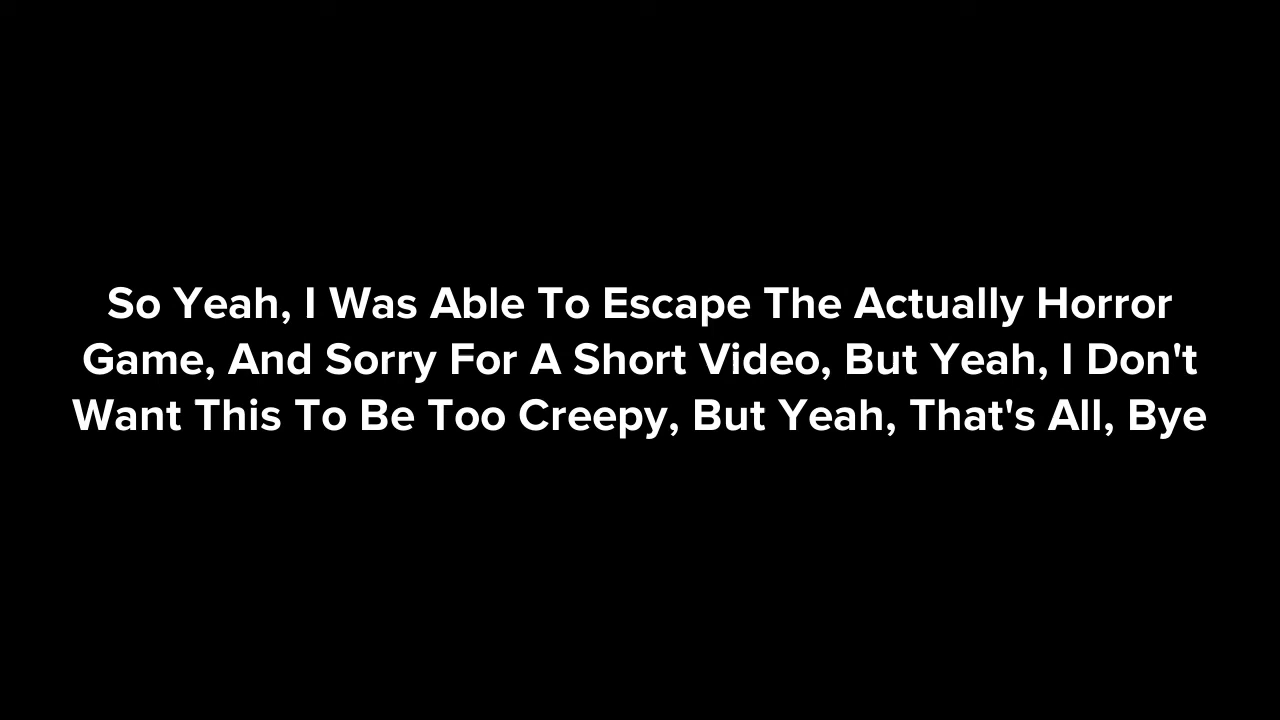 So Yeah, I Was Able To Escape The Actually Horror
Game, And Sorry For A Short Video, But Yeah, I Don't
Want This To Be Too Creepy, But Yeah, That's All, Bye